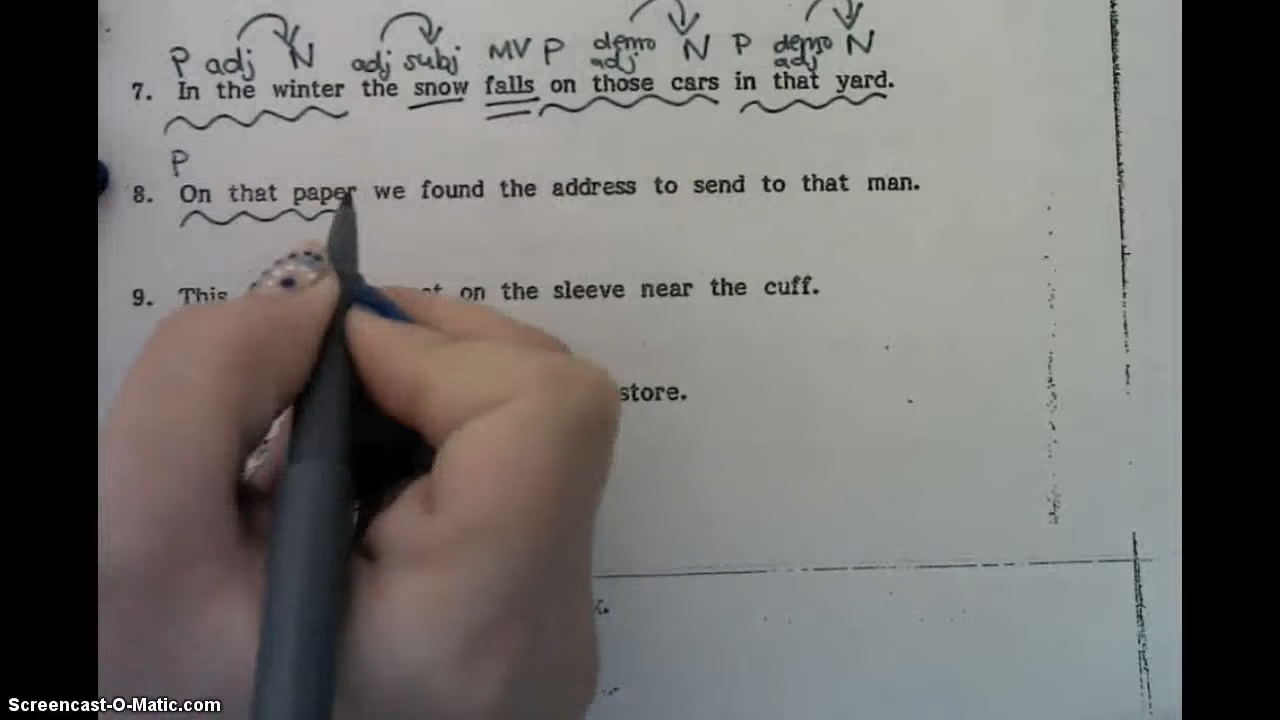 P adj N adj subj MV P demo adj N P demo adj N
7. In the winter the snow falls on those cars in that yard.
P
8. On that paper we found the address to send to that man.
9. This on the sleeve near the cuff.
store.
Screencast-O-Matic.com